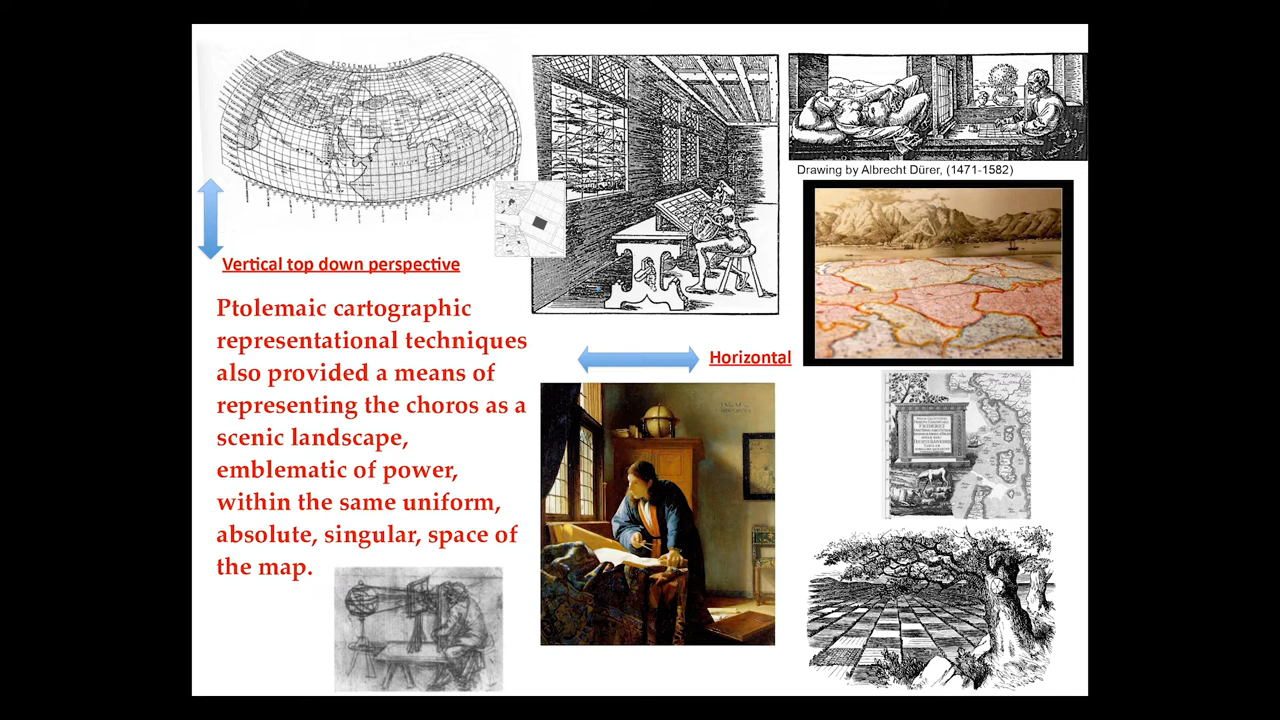 PTOLEMAEI TYPUS
Drawing by Albrecht Dürer, (1471-1582)
Vertical top down perspective
Ptolemaic cartographic
representational techniques
also provided a means of
representing the choros as a
scenic landscape,
emblematic of power,
within the same uniform,
absolute, singular, space of
the map.
Horizontal